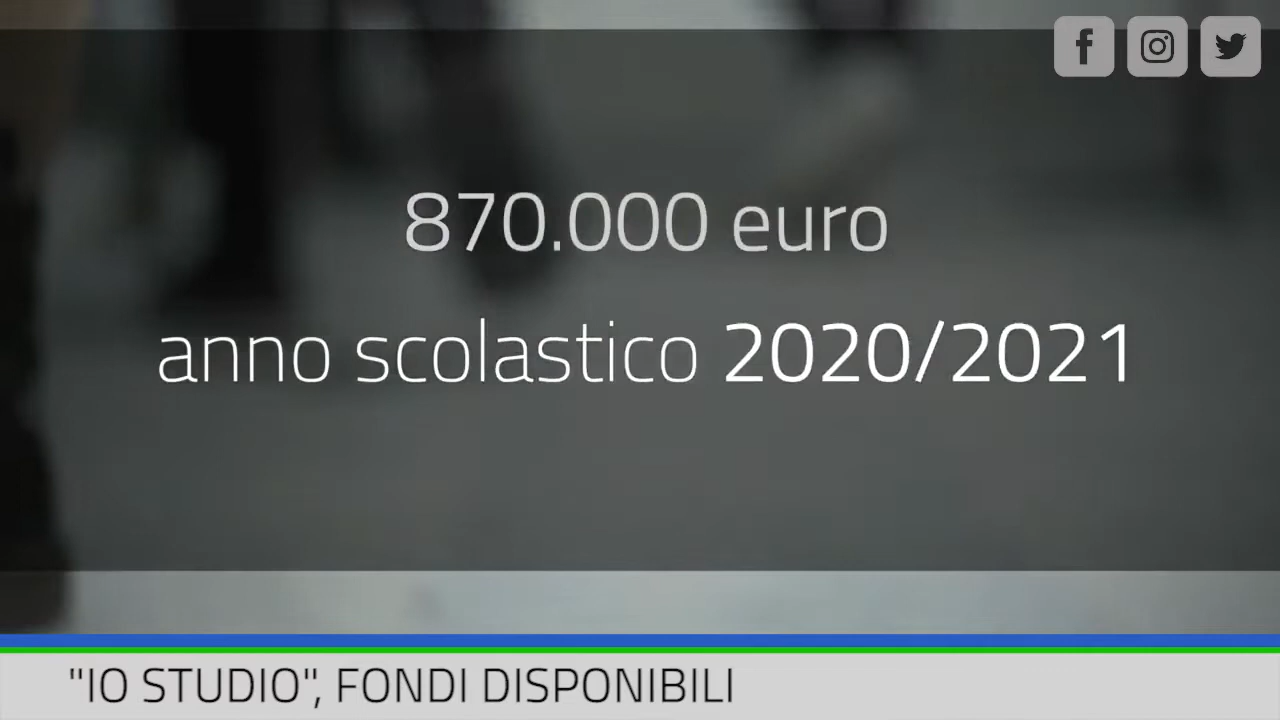 870.000 euro
anno scolastico 2020/2021
"IO STUDIO", FONDI DISPONIBILI